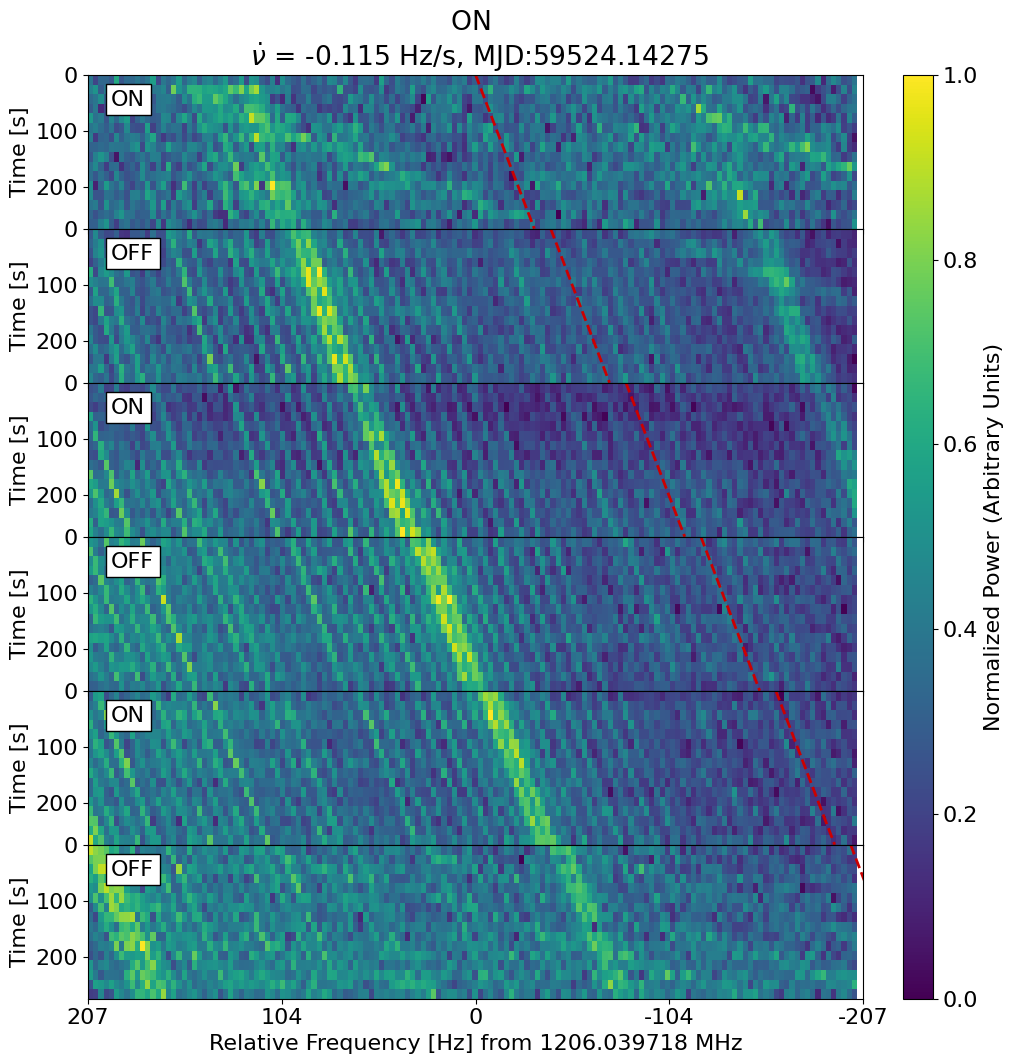 ON
ν̇ = -0.115 Hz/s, MJD:59524.14275
0
ON
100
Time [s]
200
0
OFF
100
Time [s]
200
0
ON
100
Time [s]
200
0
OFF
100
Time [s]
200
0
ON
100
Time [s]
200
0
OFF
100
Time [s]
200
207 104 0 -104 -207
Relative Frequency [Hz] from 1206.039718 MHz
1.0
0.8
0.6
0.4
0.2
0.0
Normalized Power (Arbitrary Units)